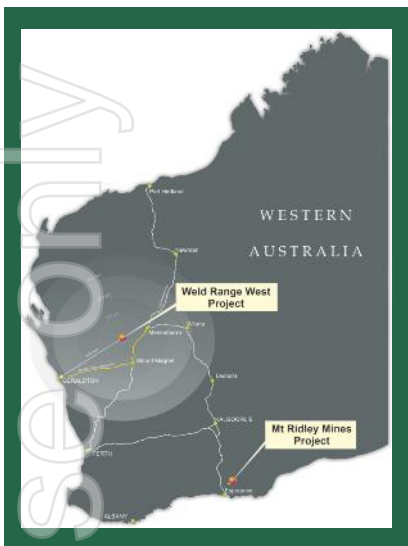 se only
Port Hedland
WESTERN
AUSTRALIA
Newman
Weld Range West
Project
Meekatharra
Wiluna
Mount Magnet
GERALDTON
Leonora
KALGOORLIE
Mt Ridley Mines
Project
PERTH
Esperance
ALBANY